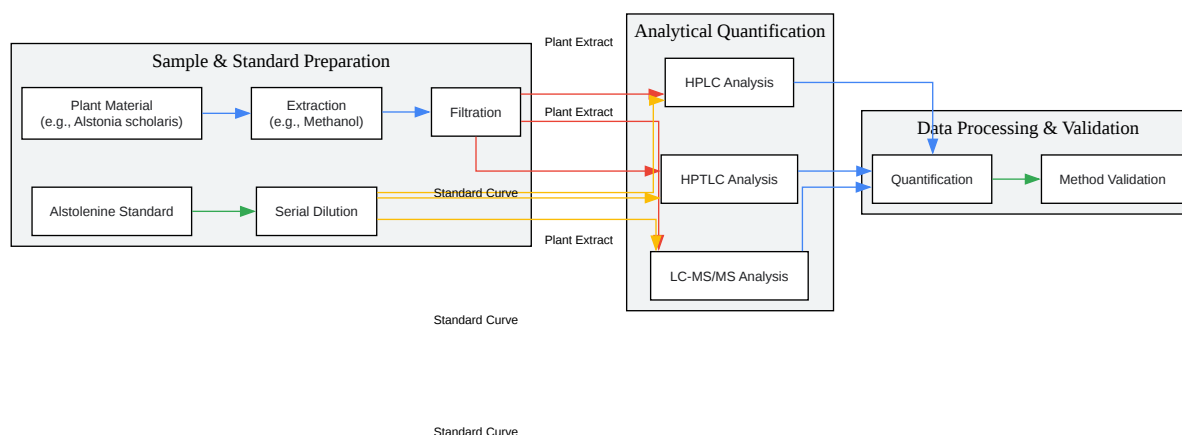 Sample & Standard Preparation
Plant Material
(e.g., Alstonia scholaris)
Extraction
(e.g., Methanol)
Filtration
Alstolenine Standard
Serial Dilution
Plant Extract
Plant Extract
Standard Curve
Plant Extract
Standard Curve
Standard Curve
Analytical Quantification
HPLC Analysis
HPTLC Analysis
LC-MS/MS Analysis
Data Processing & Validation
Quantification
Method Validation